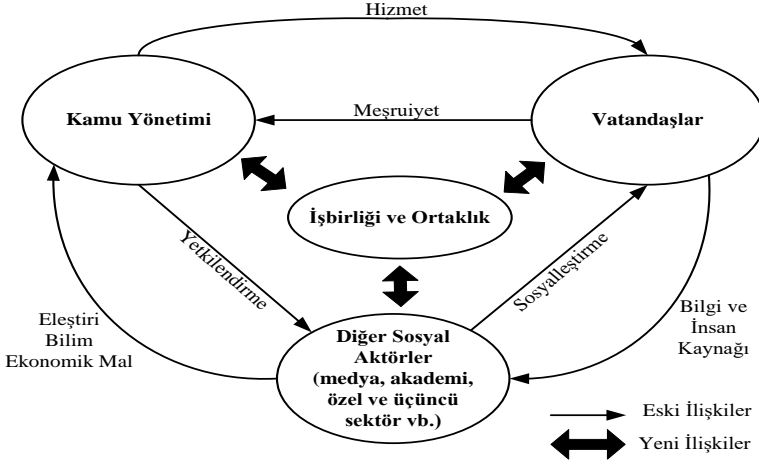 Hizmet
Kamu Yönetimi
Meşruiyet
Vatandaşlar
İşbirliği ve Ortaklık
Yetkilendirme
Sosyalleştirme
Eleştiri
Bilim
Ekonomik Mal
Diğer Sosyal
Aktörler
(medya, akademi,
özel ve üçüncü
sektör vb.)
Bilgi ve
İnsan
Kaynağı
Eski İlişkiler
Yeni İlişkiler